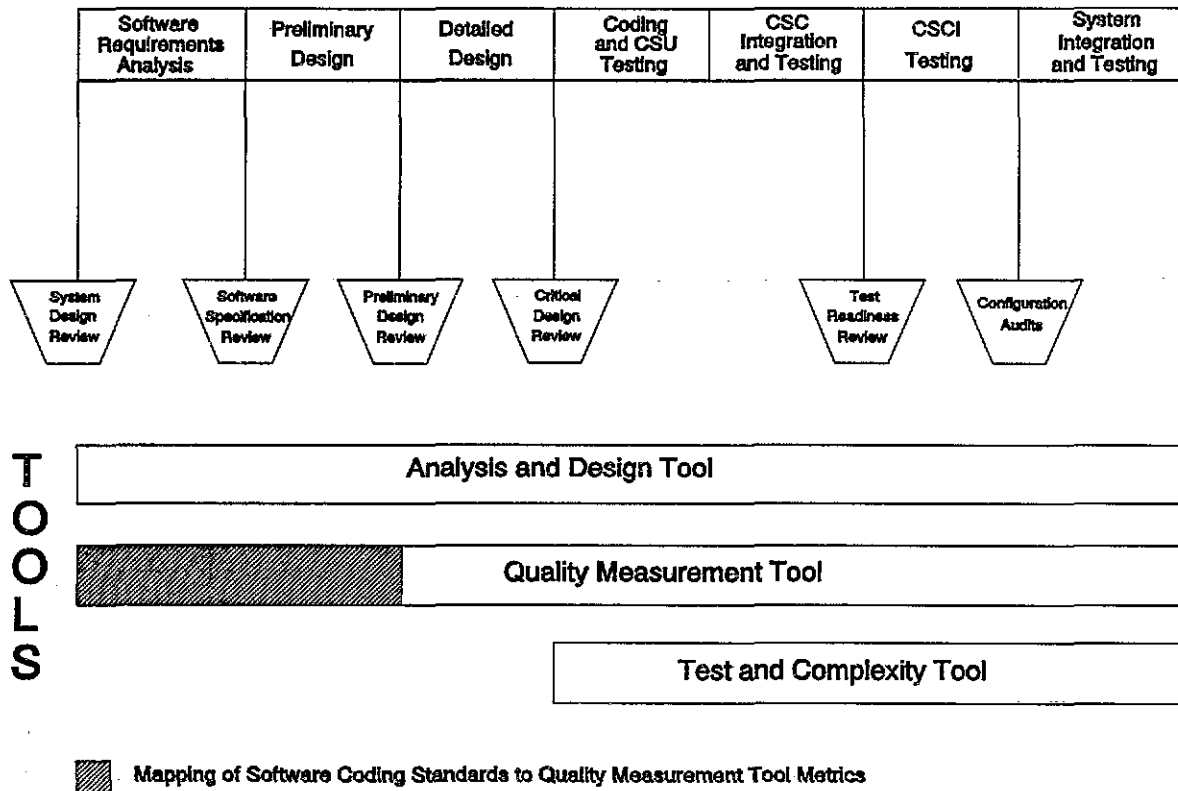 Software
Requirements
Analysis
Preliminary
Design
Detailed
Design
Coding
and CSU
Testing
CSC
Integration
and Testing
CSCI
Testing
System
Integration
and Testing
System
Design
Review
Software
Specification
Review
Preliminary
Design
Review
Critical
Design
Review
Test
Readiness
Review
Configuration
Audits
TOOLS
Analysis and Design Tool
Quality Measurement Tool
Test and Complexity Tool
Mapping of Software Coding Standards to Quality Measurement Tool Metrics